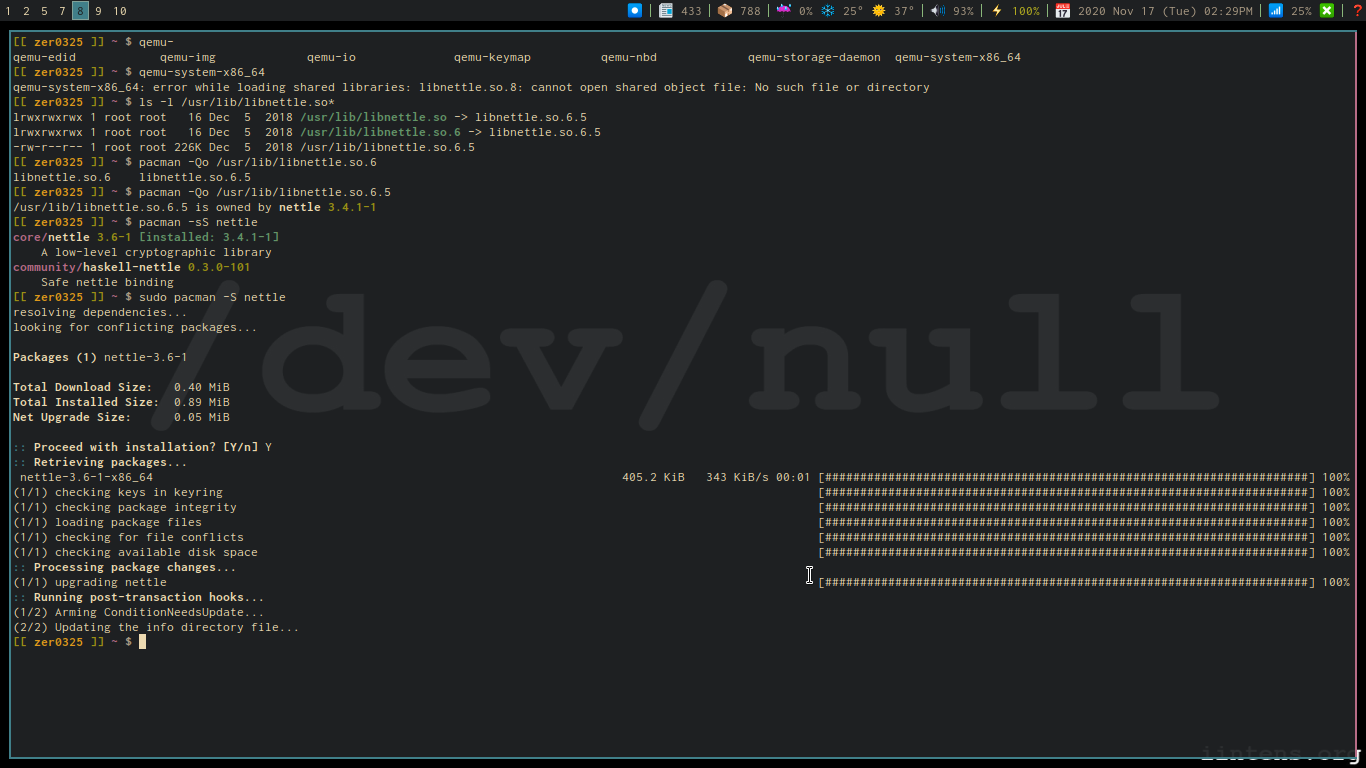 1 2 5 7 8 9 10 433 788 0% 25° 37° 93% 100% 2020 Nov 17 (Tue) 02:29PM 25% ?
[[ zer0325 ]] ~ $ qemu-
qemu-edid qemu-img qemu-io qemu-keymap qemu-nbd qemu-storage-daemon qemu-system-x86_64
[[ zer0325 ]] ~ $ qemu-system-x86_64
qemu-system-x86_64: error while loading shared libraries: libnettle.so.8: cannot open shared object file: No such file or directory
[[ zer0325 ]] ~ $ ls -l /usr/lib/libnettle.so*
lrwxrwxrwx 1 root root 16 Dec 5 2018 /usr/lib/libnettle.so -> libnettle.so.6.5
lrwxrwxrwx 1 root root 16 Dec 5 2018 /usr/lib/libnettle.so.6 -> libnettle.so.6.5
-rw-r--r-- 1 root root 226K Dec 5 2018 /usr/lib/libnettle.so.6.5
[[ zer0325 ]] ~ $ pacman -Qo /usr/lib/libnettle.so.6
libnettle.so.6 libnettle.so.6.5
[[ zer0325 ]] ~ $ pacman -Qo /usr/lib/libnettle.so.6.5
/usr/lib/libnettle.so.6.5 is owned by nettle 3.4.1-1
[[ zer0325 ]] ~ $ pacman -sS nettle
core/nettle 3.6-1 [installed: 3.4.1-1]
A low-level cryptographic library
community/haskell-nettle 0.3.0-101
Safe nettle binding
[[ zer0325 ]] ~ $ sudo pacman -S nettle
resolving dependencies...
looking for conflicting packages...
/dev/null
Packages (1) nettle-3.6-1
Total Download Size: 0.40 MiB
Total Installed Size: 0.89 MiB
Net Upgrade Size: 0.05 MiB
:: Proceed with installation? [Y/n] Y
:: Retrieving packages...
nettle-3.6-1-x86_64 405.2 KiB 343 KiB/s 00:01 [#####################################################################] 100%
(1/1) checking keys in keyring [#####################################################################] 100%
(1/1) checking package integrity [#####################################################################] 100%
(1/1) loading package files [#####################################################################] 100%
(1/1) checking for file conflicts [#####################################################################] 100%
(1/1) checking available disk space [#####################################################################] 100%
:: Processing package changes...
(1/1) upgrading nettle [#####################################################################] 100%
:: Running post-transaction hooks...
(1/2) Arming ConditionNeedsUpdate...
(2/2) Updating the info directory file...
[[ zer0325 ]] ~ $